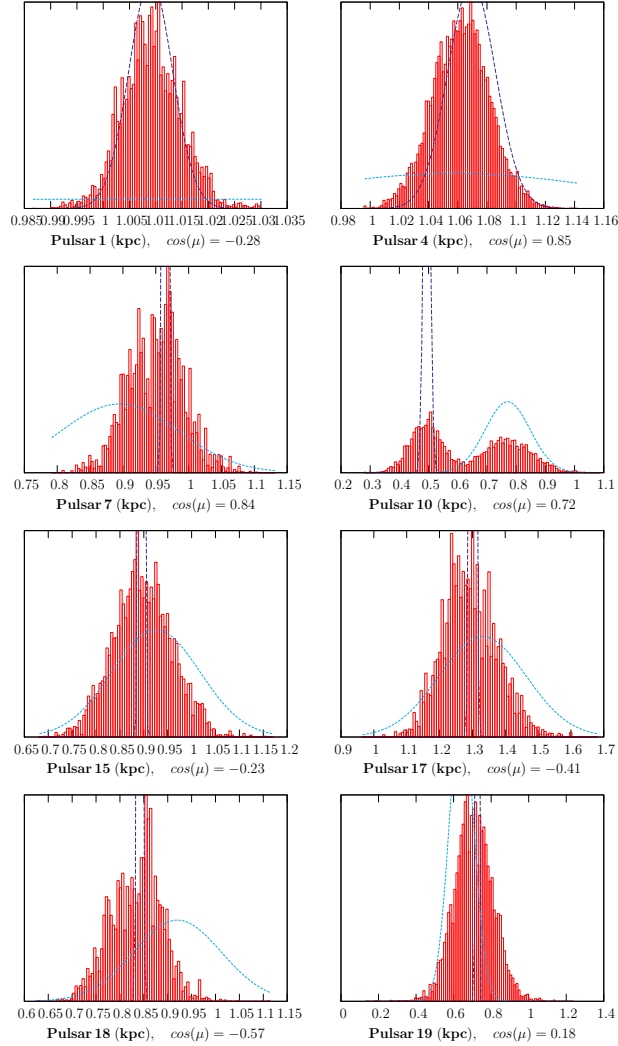 0.985 0.99 0.995 1 1.005 1.01 1.015 1.02 1.025 1.03 1.035
Pulsar 1 (kpc), cos(μ) = −0.28
0.98 1 1.02 1.04 1.06 1.08 1.1 1.12 1.14 1.16
Pulsar 4 (kpc), cos(μ) = 0.85
0.75 0.8 0.85 0.9 0.95 1 1.05 1.1 1.15
Pulsar 7 (kpc), cos(μ) = 0.84
0.2 0.3 0.4 0.5 0.6 0.7 0.8 0.9 1 1.1
Pulsar 10 (kpc), cos(μ) = 0.72
0.65 0.7 0.75 0.8 0.85 0.9 0.95 1 1.05 1.1 1.15 1.2
Pulsar 15 (kpc), cos(μ) = −0.23
0.9 1 1.1 1.2 1.3 1.4 1.5 1.6 1.7
Pulsar 17 (kpc), cos(μ) = −0.41
0.6 0.65 0.7 0.75 0.8 0.85 0.9 0.95 1 1.05 1.1 1.15
Pulsar 18 (kpc), cos(μ) = −0.57
0 0.2 0.4 0.6 0.8 1 1.2 1.4
Pulsar 19 (kpc), cos(μ) = 0.18